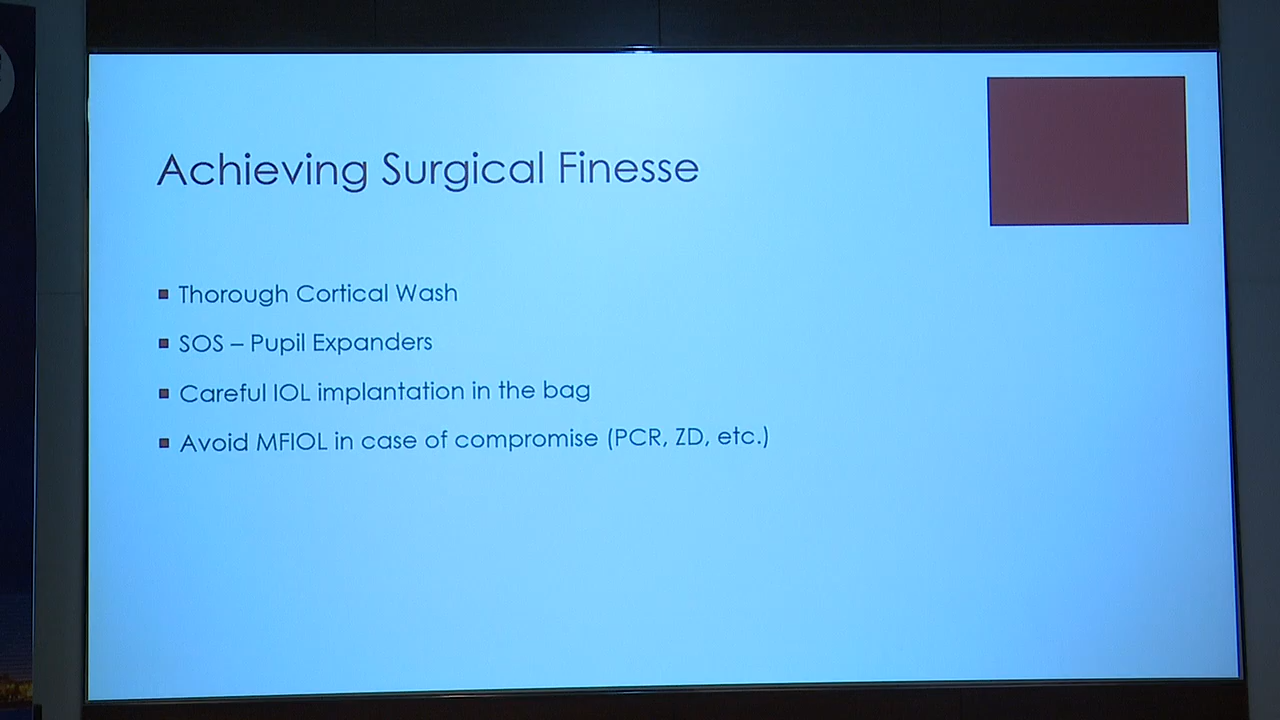 Achieving Surgical Finesse
Thorough Cortical Wash
SOS – Pupil Expanders
Careful IOL implantation in the bag
Avoid MFIOL in case of compromise (PCR, ZD, etc.)